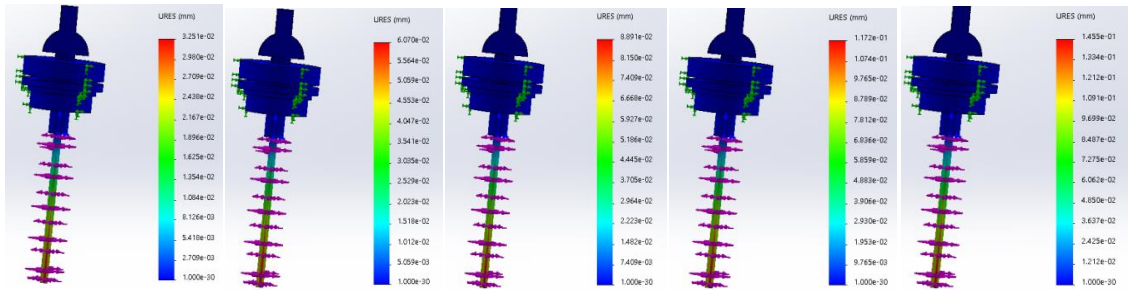 URES (mm)
3.251e-02
2.980e-02
2.709e-02
2.438e-02
2.167e-02
1.896e-02
1.625e-02
1.354e-02
1.084e-02
8.126e-03
5.418e-03
2.709e-03
1.000e-30
URES (mm)
6.070e-02
5.564e-02
5.059e-02
4.553e-02
4.047e-02
3.541e-02
3.035e-02
2.529e-02
2.023e-02
1.518e-02
1.012e-02
5.059e-03
1.000e-30
URES (mm)
8.891e-02
8.150e-02
7.409e-02
6.668e-02
5.927e-02
5.186e-02
4.445e-02
3.705e-02
2.964e-02
2.223e-02
1.482e-02
7.409e-03
1.000e-30
URES (mm)
1.172e-01
1.074e-01
9.765e-02
8.789e-02
7.812e-02
6.836e-02
5.859e-02
4.883e-02
3.906e-02
2.930e-02
1.953e-02
9.765e-03
1.000e-30
URES (mm)
1.455e-01
1.334e-01
1.212e-01
1.091e-01
9.699e-02
8.487e-02
7.275e-02
6.062e-02
4.850e-02
3.637e-02
2.425e-02
1.212e-02
1.000e-30